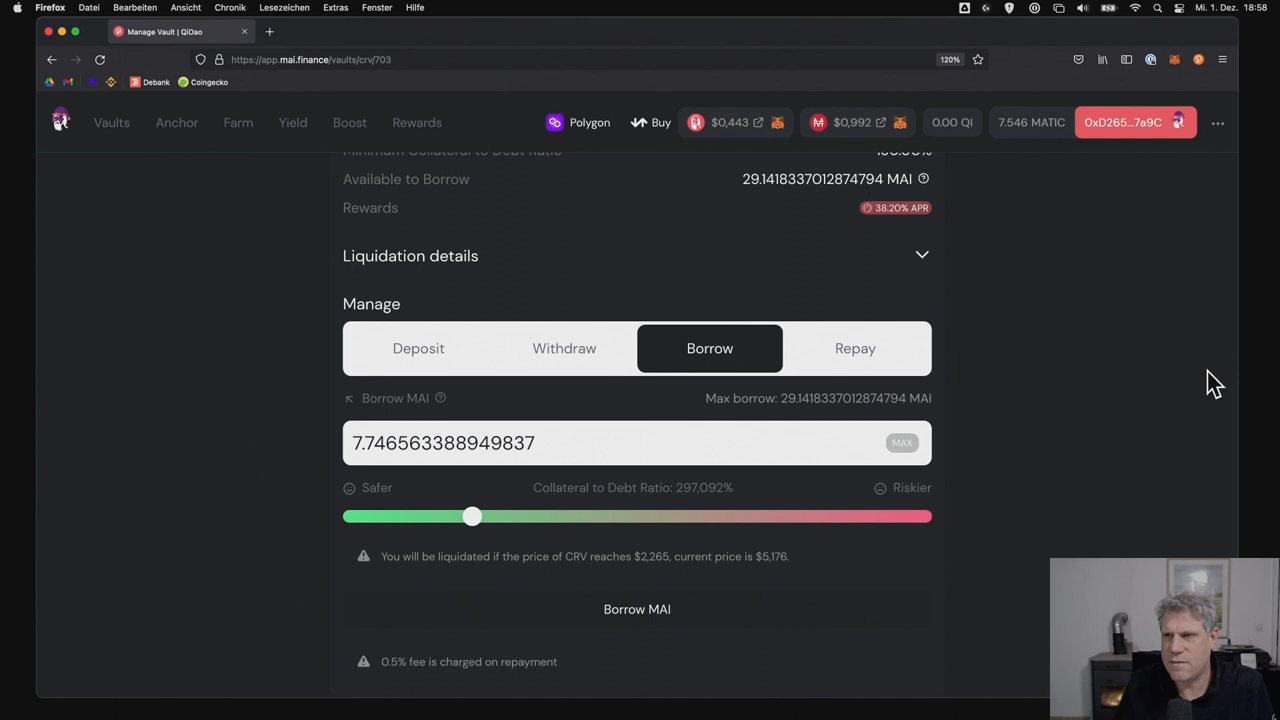 Firefox Datei Bearbeiten Ansicht Chronik Lesezeichen Extras Fenster Hilfe Mi. 1. Dez. 18:58
Manage Vault | QiDao
https://app.mai.finance/vaults/crv/703 120%
Debank Coingecko
Vaults Anchor Farm Yield Boost Rewards Polygon Buy $0,443 $0,992 0.00 QI 7.546 MATIC 0xD265...7a9C
Minimum Collateral to Debt Ratio
Available to Borrow 29.1418337012874794 MAI
Rewards 38.20% APR
Liquidation details
Manage
Deposit Withdraw Borrow Repay
Borrow MAI Max borrow: 29.1418337012874794 MAI
7.746563388949837 MAX
Safer Collateral to Debt Ratio: 297,092% Riskier
You will be liquidated if the price of CRV reaches $2,265, current price is $5,176.
Borrow MAI
0.5% fee is charged on repayment